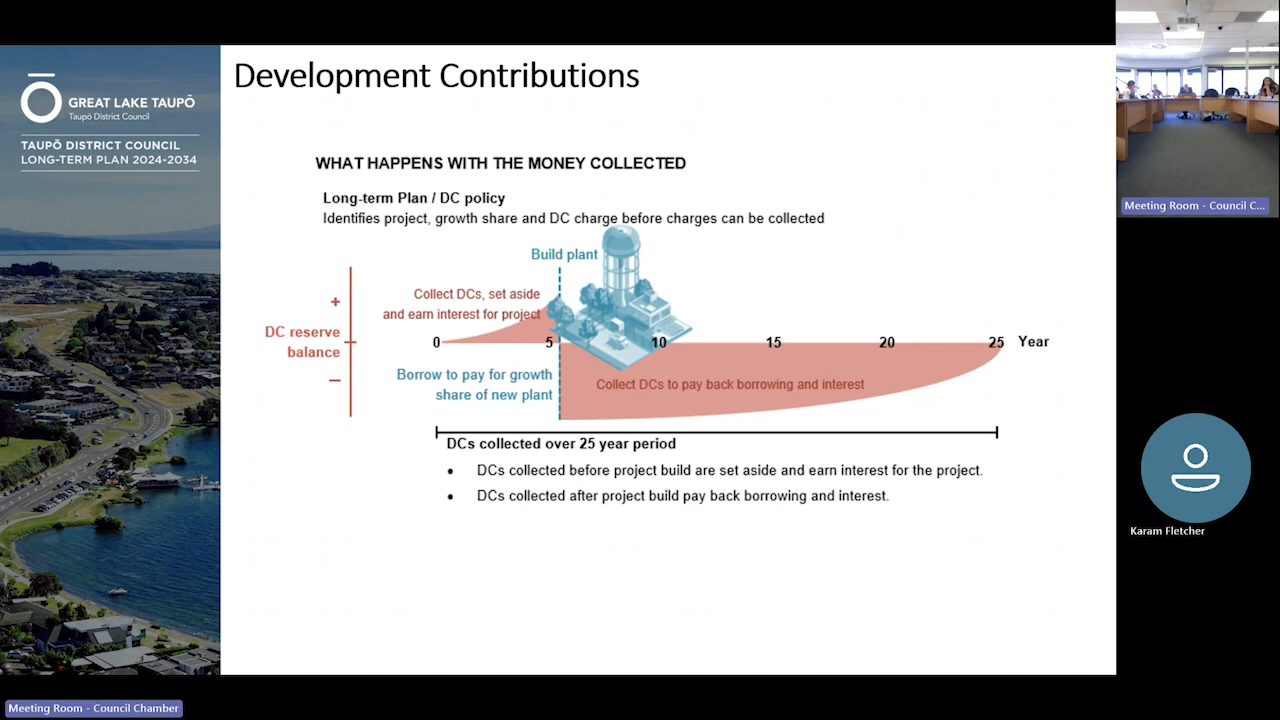 GREAT LAKE TAUPŌ
Taupō District Council
TAUPŌ DISTRICT COUNCIL
LONG-TERM PLAN 2024-2034
Development Contributions
WHAT HAPPENS WITH THE MONEY COLLECTED
Long-term Plan / DC policy
Identifies project, growth share and DC charge before charges can be collected
Build plant
Collect DCs, set aside
and earn interest for project
+
DC reserve
balance
−
0 5 10 15 20 25 Year
Borrow to pay for growth
share of new plant
Collect DCs to pay back borrowing and interest
DCs collected over 25 year period
• DCs collected before project build are set aside and earn interest for the project.
• DCs collected after project build pay back borrowing and interest.
Meeting Room - Council C...
Karam Fletcher
Meeting Room - Council Chamber